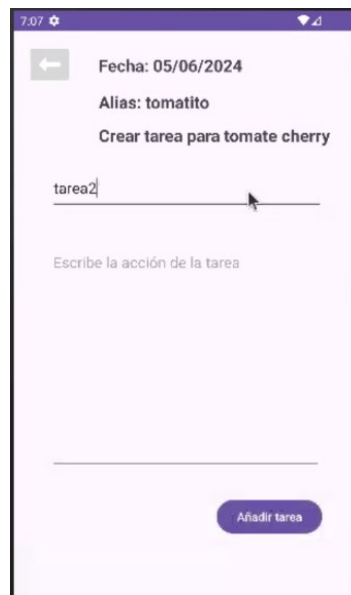 7:07
Fecha: 05/06/2024
Alias: tomatito
Crear tarea para tomate cherry
tarea2
Escribe la acción de la tarea
Añadir tarea